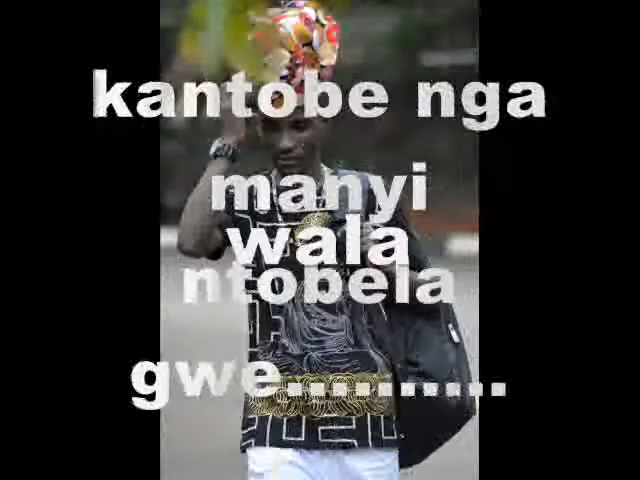 kantobe nga
manyi
wala
ntobela
gwe..........